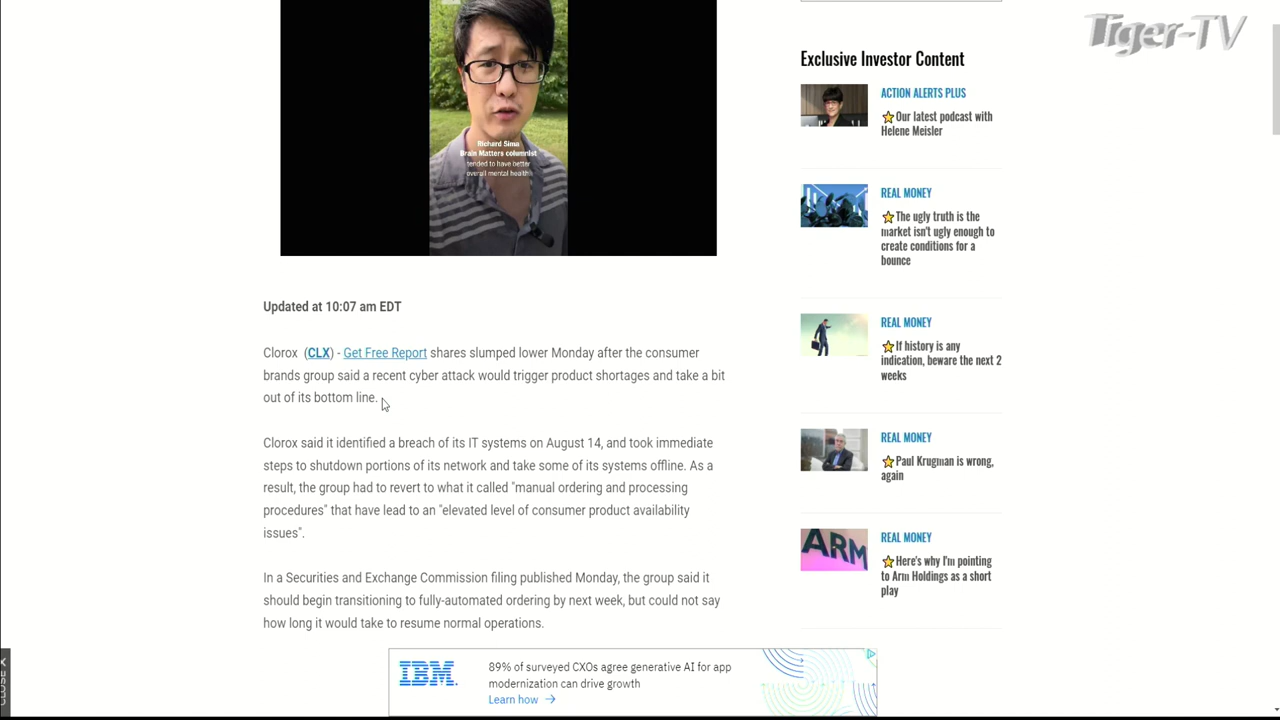 Tiger-TV
Richard Sima
Brain Matters columnist
tended to have better
overall mental health
Updated at 10:07 am EDT
Clorox (CLX) - Get Free Report shares slumped lower Monday after the consumer
brands group said a recent cyber attack would trigger product shortages and take a bit
out of its bottom line.
Clorox said it identified a breach of its IT systems on August 14, and took immediate
steps to shutdown portions of its network and take some of its systems offline. As a
result, the group had to revert to what it called "manual ordering and processing
procedures" that have lead to an "elevated level of consumer product availability
issues".
In a Securities and Exchange Commission filing published Monday, the group said it
should begin transitioning to fully-automated ordering by next week, but could not say
how long it would take to resume normal operations.
Exclusive Investor Content
ACTION ALERTS PLUS
Our latest podcast with
Helene Meisler
REAL MONEY
The ugly truth is the
market isn't ugly enough to
create conditions for a
bounce
REAL MONEY
If history is any
indication, beware the next 2
weeks
REAL MONEY
Paul Krugman is wrong,
again
ARM
REAL MONEY
Here's why I'm pointing
to Arm Holdings as a short
play
CLOSE X
IBM
89% of surveyed CXOs agree generative AI for app
modernization can drive growth
Learn how →